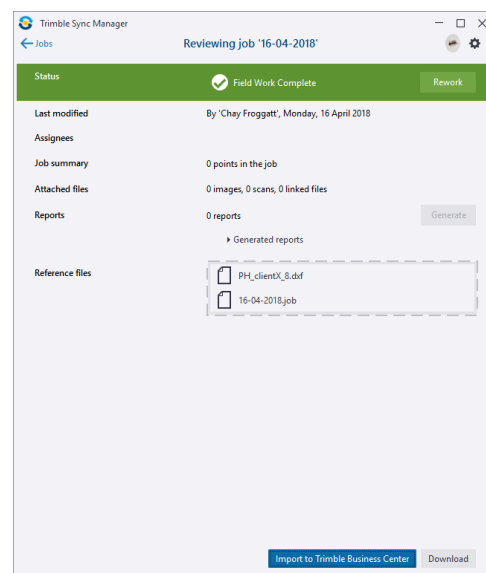 Trimble Sync Manager
Jobs
Reviewing job '16-04-2018'
Status
Field Work Complete
Rework
Last modified
By 'Chay Froggatt', Monday, 16 April 2018
Assignees
Job summary
0 points in the job
Attached files
0 images, 0 scans, 0 linked files
Reports
0 reports
Generate
Generated reports
Reference files
PH_clientX_8.dxf
16-04-2018.job
Import to Trimble Business Center
Download